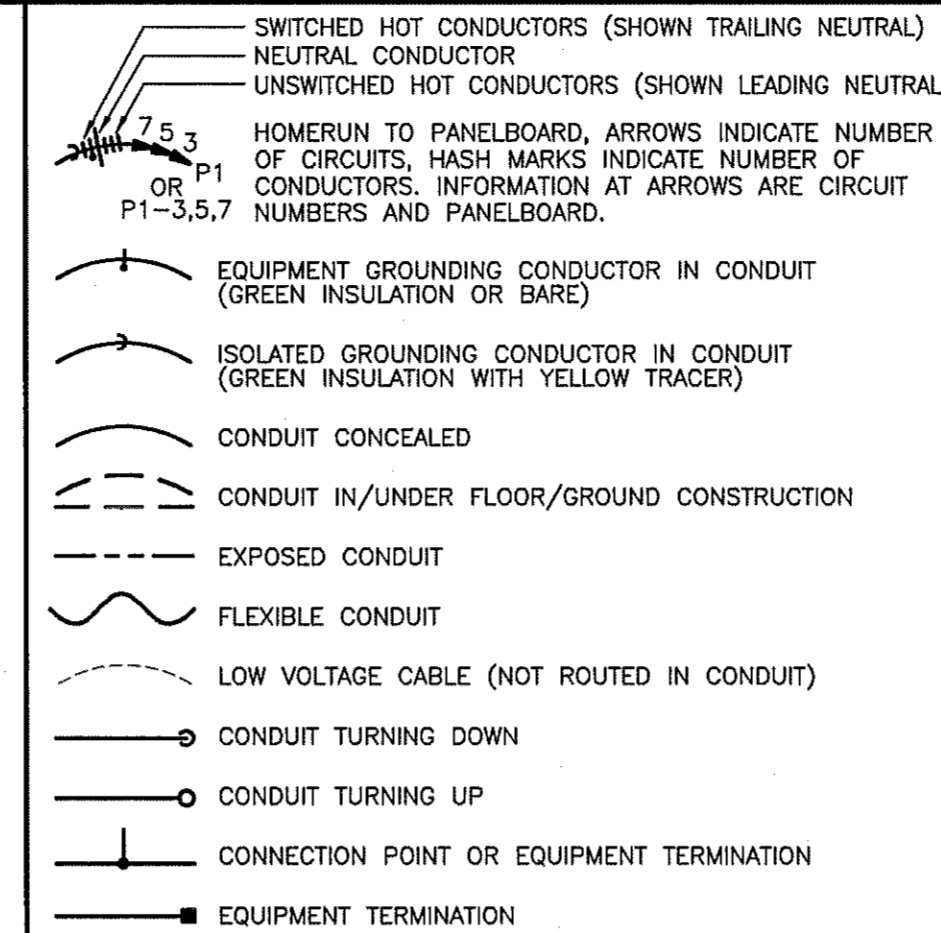 SWITCHED HOT CONDUCTORS (SHOWN TRAILING NEUTRAL)
NEUTRAL CONDUCTOR
UNSWITCHED HOT CONDUCTORS (SHOWN LEADING NEUTRAL
7 5 3
P1
OR
P1-3,5,7
HOMERUN TO PANELBOARD, ARROWS INDICATE NUMBER
OF CIRCUITS, HASH MARKS INDICATE NUMBER OF
CONDUCTORS. INFORMATION AT ARROWS ARE CIRCUIT
NUMBERS AND PANELBOARD.
EQUIPMENT GROUNDING CONDUCTOR IN CONDUIT
(GREEN INSULATION OR BARE)
ISOLATED GROUNDING CONDUCTOR IN CONDUIT
(GREEN INSULATION WITH YELLOW TRACER)
CONDUIT CONCEALED
CONDUIT IN/UNDER FLOOR/GROUND CONSTRUCTION
EXPOSED CONDUIT
FLEXIBLE CONDUIT
LOW VOLTAGE CABLE (NOT ROUTED IN CONDUIT)
CONDUIT TURNING DOWN
CONDUIT TURNING UP
CONNECTION POINT OR EQUIPMENT TERMINATION
EQUIPMENT TERMINATION